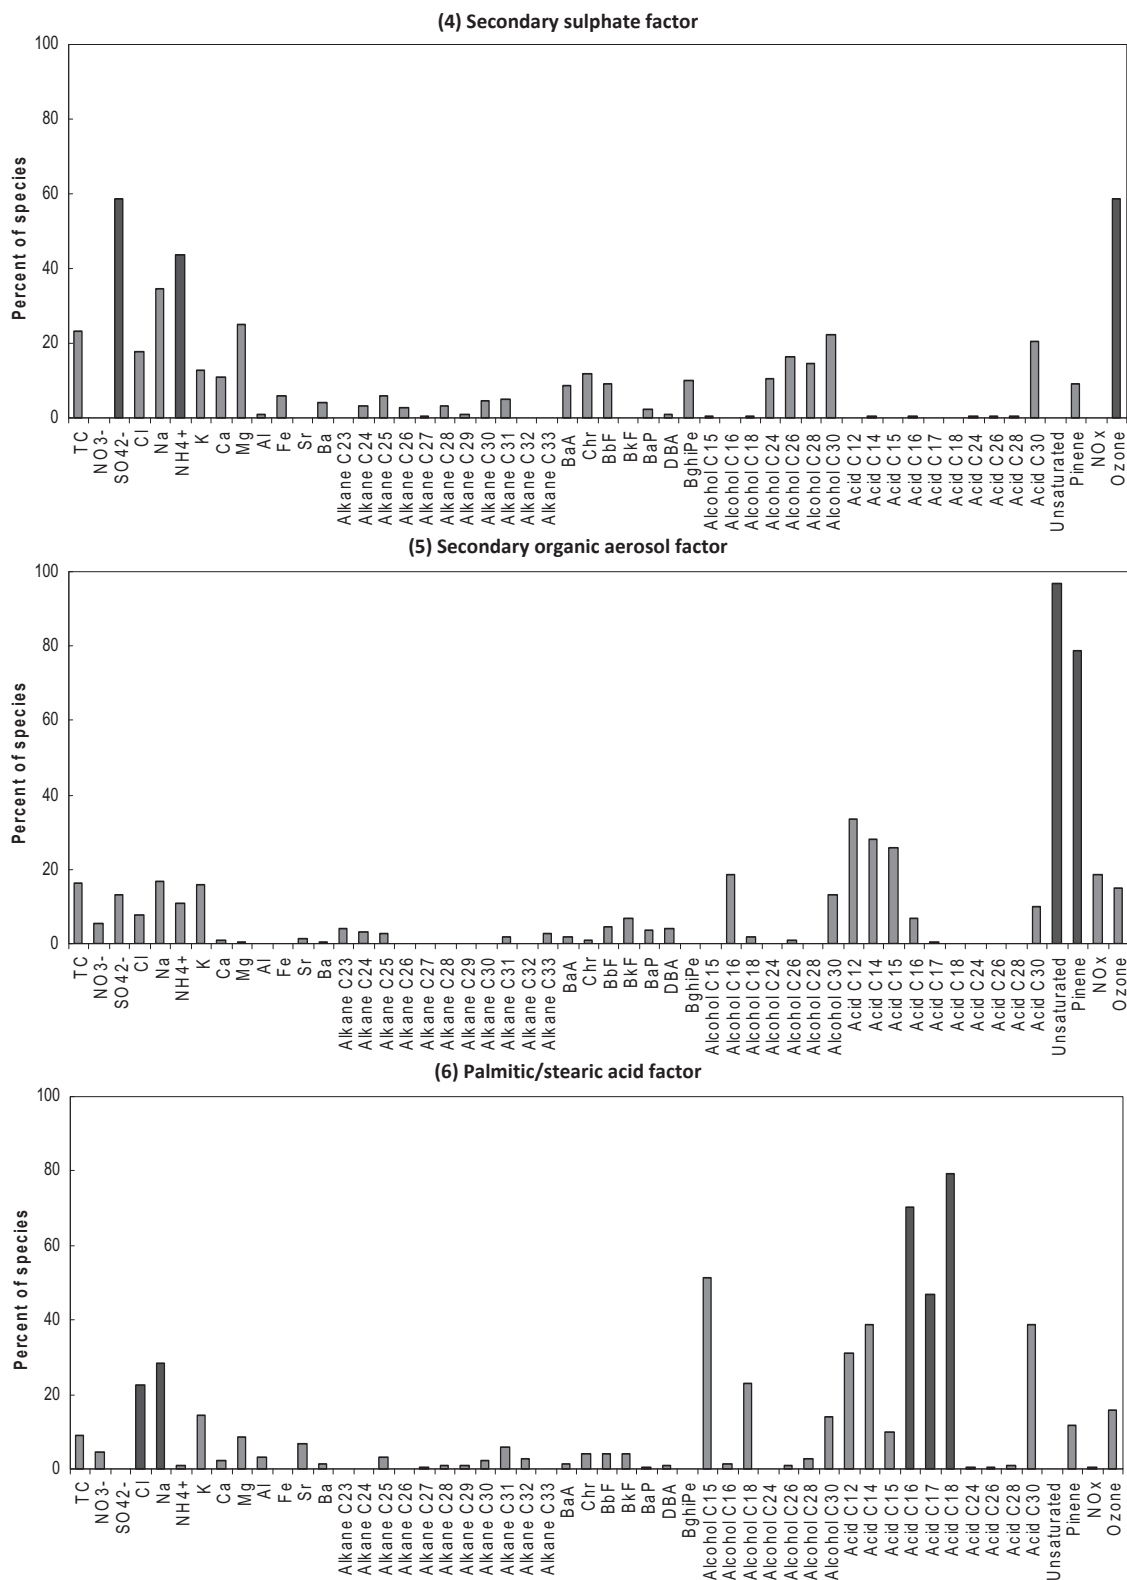 (4) Secondary sulphate factor
Percent of species
100
80
60
40
20
0
TC
NO3-
SO42-
Cl
Na
NH4+
K
Ca
Mg
Al
Fe
Sr
Ba
Alkane C23
Alkane C24
Alkane C25
Alkane C26
Alkane C27
Alkane C28
Alkane C29
Alkane C30
Alkane C31
Alkane C32
Alkane C33
BaA
Chr
BbF
BkF
BaP
DBA
BghiPe
Alcohol C15
Alcohol C16
Alcohol C18
Alcohol C24
Alcohol C26
Alcohol C28
Alcohol C30
Acid C12
Acid C14
Acid C15
Acid C16
Acid C17
Acid C18
Acid C24
Acid C26
Acid C28
Acid C30
Unsaturated
Pinene
NOx
Ozone
(5) Secondary organic aerosol factor
Percent of species
100
80
60
40
20
0
TC
NO3-
SO42-
Cl
Na
NH4+
K
Ca
Mg
Al
Fe
Sr
Ba
Alkane C23
Alkane C24
Alkane C25
Alkane C26
Alkane C27
Alkane C28
Alkane C29
Alkane C30
Alkane C31
Alkane C32
Alkane C33
BaA
Chr
BbF
BkF
BaP
DBA
BghiPe
Alcohol C15
Alcohol C16
Alcohol C18
Alcohol C24
Alcohol C26
Alcohol C28
Alcohol C30
Acid C12
Acid C14
Acid C15
Acid C16
Acid C17
Acid C18
Acid C24
Acid C26
Acid C28
Acid C30
Unsaturated
Pinene
NOx
Ozone
(6) Palmitic/stearic acid factor
Percent of species
100
80
60
40
20
0
TC
NO3-
SO42-
Cl
Na
NH4+
K
Ca
Mg
Al
Fe
Sr
Ba
Alkane C23
Alkane C24
Alkane C25
Alkane C26
Alkane C27
Alkane C28
Alkane C29
Alkane C30
Alkane C31
Alkane C32
Alkane C33
BaA
Chr
BbF
BkF
BaP
DBA
BghiPe
Alcohol C15
Alcohol C16
Alcohol C18
Alcohol C24
Alcohol C26
Alcohol C28
Alcohol C30
Acid C12
Acid C14
Acid C15
Acid C16
Acid C17
Acid C18
Acid C24
Acid C26
Acid C28
Acid C30
Unsaturated
Pinene
NOx
Ozone